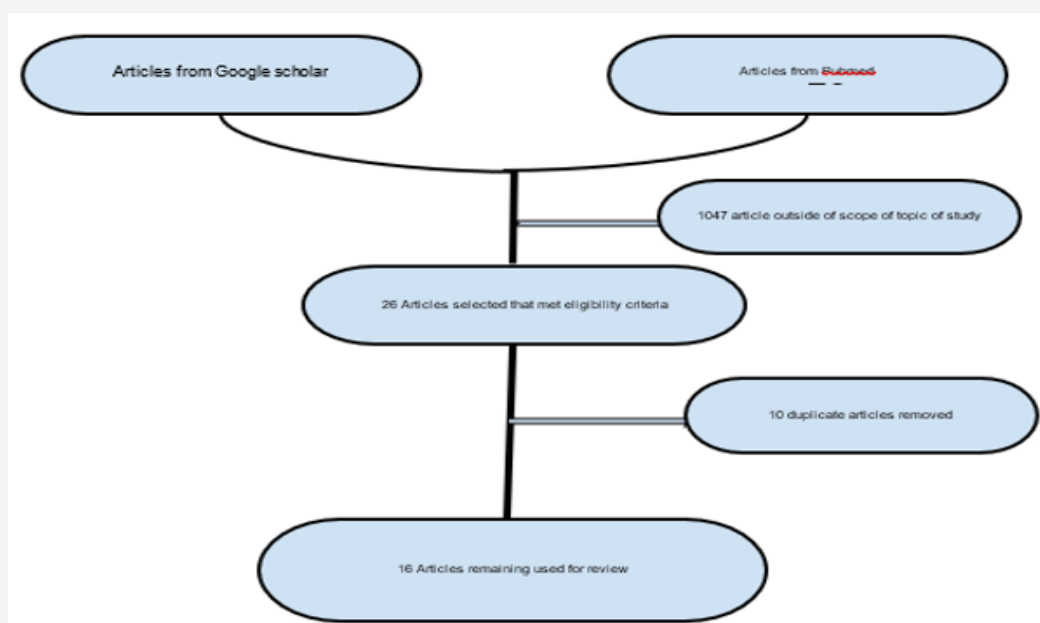 Articles from Google scholar
Articles from
1047 article outside of scope of topic of study
26 Articles selected that met eligibility criteria
10 duplicate articles removed
16 Articles remaining used for review